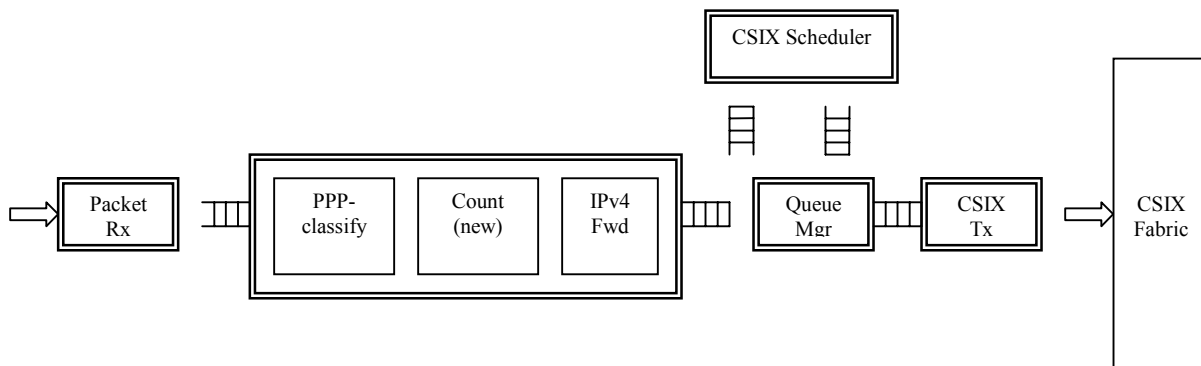 CSIX Scheduler
Packet
Rx
PPP-
classify
Count
(new)
IPv4
Fwd
Queue
Mgr
CSIX
Tx
CSIX
Fabric